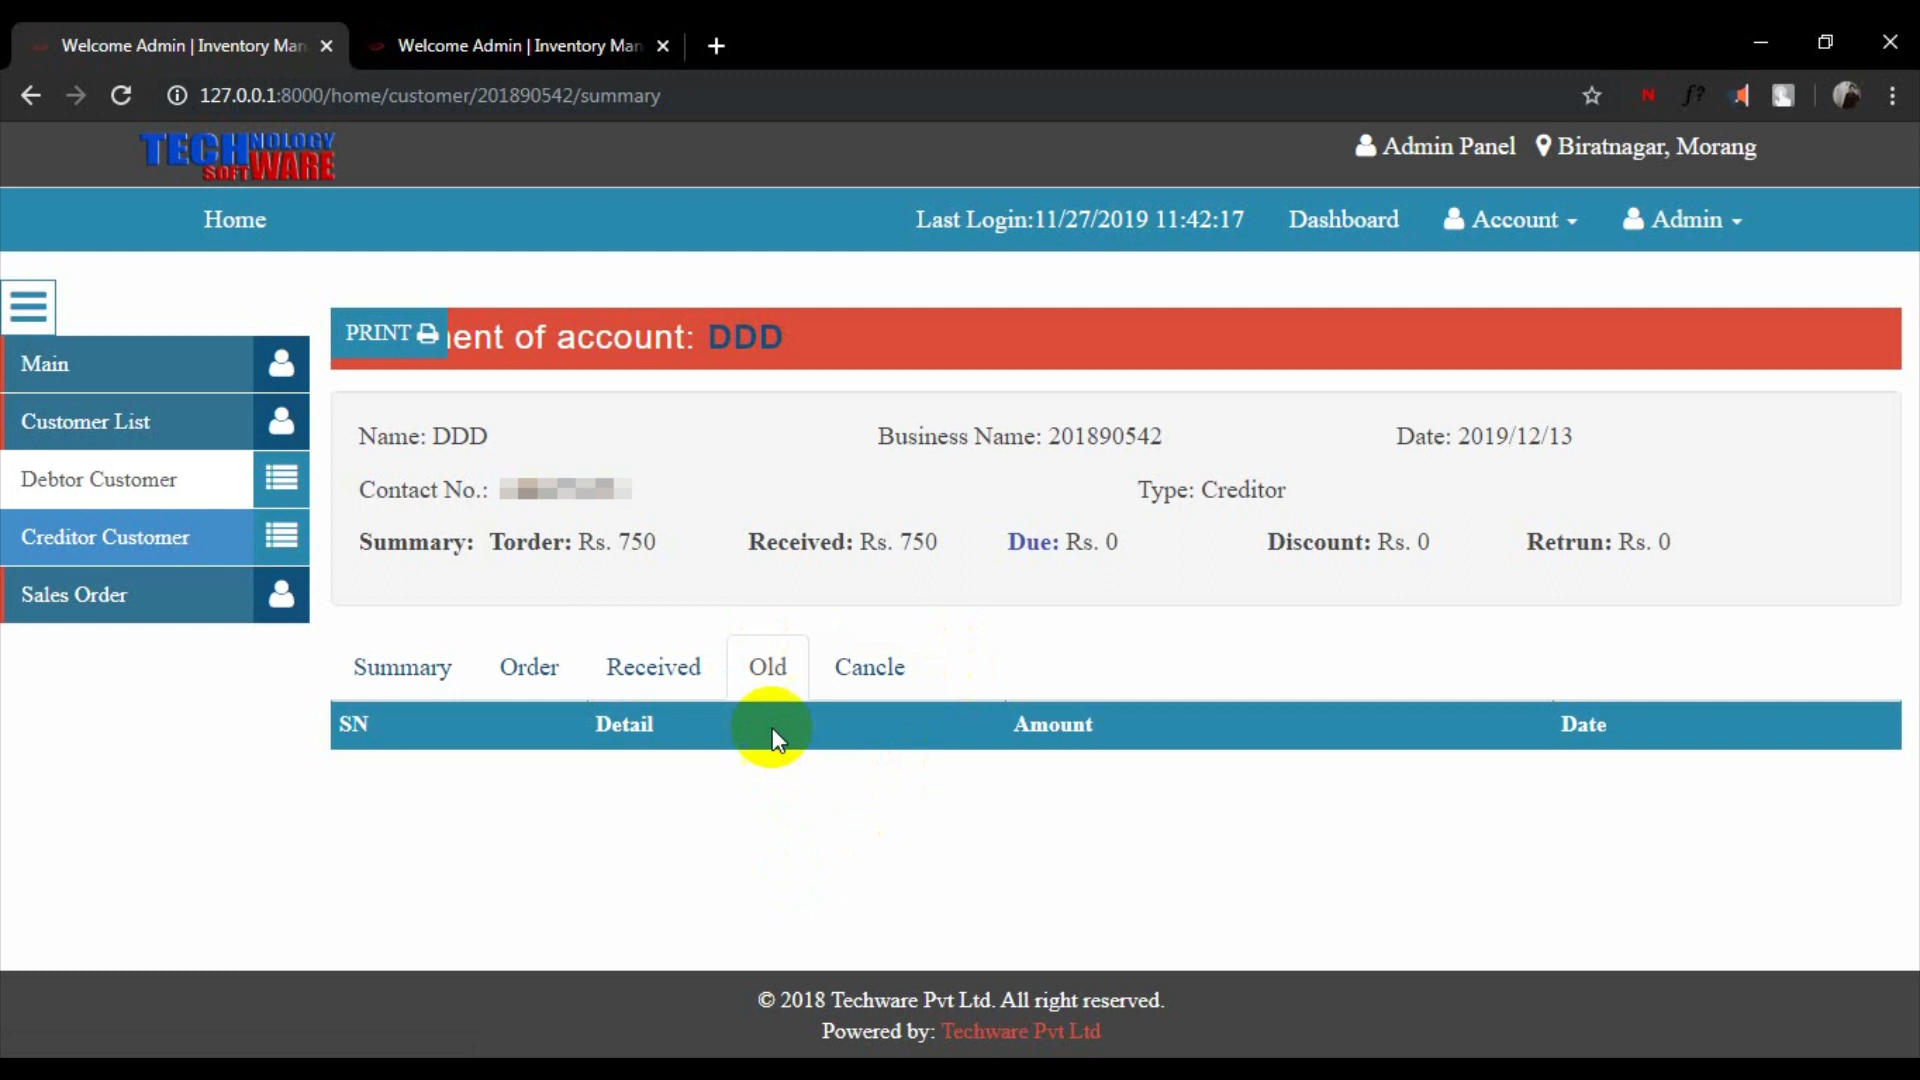 Welcome Admin | Inventory Man
Welcome Admin | Inventory Man
127.0.0.1:8000/home/customer/201890542/summary
N f?
TECHNOLOGY
SOFTWARE
Admin Panel Biratnagar, Morang
Home Last Login:11/27/2019 11:42:17 Dashboard Account Admin
Main
Customer List
Debtor Customer
Creditor Customer
Sales Order
PRINT ent of account: DDD
Name: DDD Business Name: 201890542 Date: 2019/12/13
Contact No.: Type: Creditor
Summary: Torder: Rs. 750 Received: Rs. 750 Due: Rs. 0 Discount: Rs. 0 Retrun: Rs. 0
Summary Order Received Old Cancle
SN Detail Amount Date
© 2018 Techware Pvt Ltd. All right reserved.
Powered by: Techware Pvt Ltd